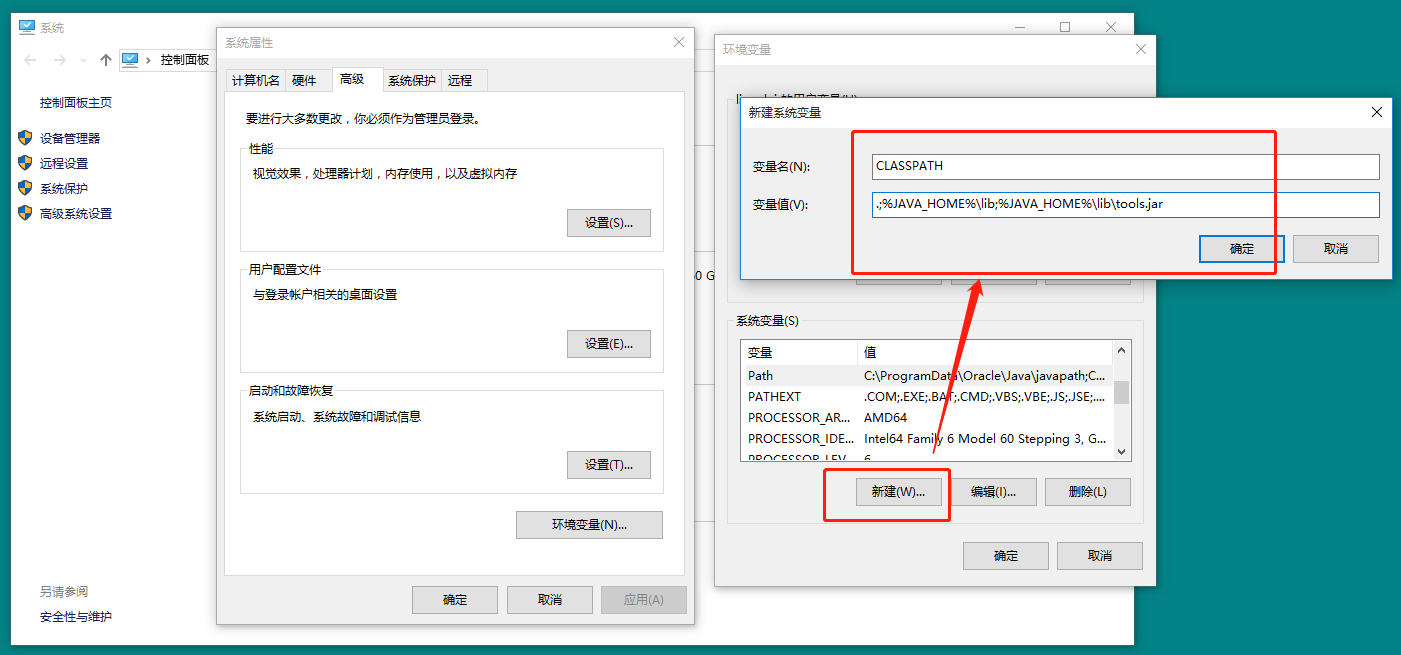 系统
控制面板
控制面板主页
设备管理器
远程设置
系统保护
高级系统设置
另请参阅
安全性与维护
系统属性
计算机名 硬件 高级 系统保护 远程
要进行大多数更改，你必须作为管理员登录。
性能
视觉效果，处理器计划，内存使用，以及虚拟内存
设置(S)...
用户配置文件
与登录帐户相关的桌面设置
设置(E)...
启动和故障恢复
系统启动、系统故障和调试信息
设置(T)...
环境变量(N)...
确定 取消 应用(A)
环境变量
新建系统变量
变量名(N): CLASSPATH
变量值(V): .;%JAVA_HOME%\lib;%JAVA_HOME%\lib\tools.jar
确定 取消
系统变量(S)
变量 值
Path C:\ProgramData\Oracle\Java\javapath;C...
PATHEXT .COM;.EXE;.BAT;.CMD;.VBS;.VBE;.JS;.JSE;....
PROCESSOR_AR... AMD64
PROCESSOR_IDE... Intel64 Family 6 Model 60 Stepping 3, G...
新建(W)... 编辑(I)... 删除(L)
确定 取消